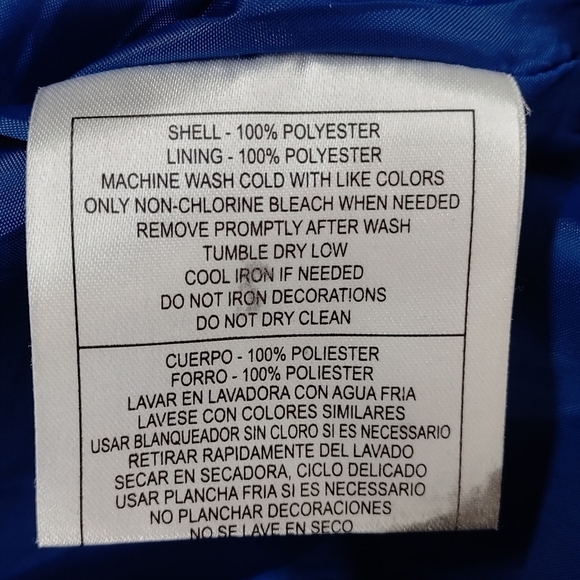 SHELL - 100% POLYESTER
LINING - 100% POLYESTER
MACHINE WASH COLD WITH LIKE COLORS
ONLY NON-CHLORINE BLEACH WHEN NEEDED
REMOVE PROMPTLY AFTER WASH
TUMBLE DRY LOW
COOL IRON IF NEEDED
DO NOT IRON DECORATIONS
DO NOT DRY CLEAN
CUERPO - 100% POLIESTER
FORRO - 100% POLIESTER
LAVAR EN LAVADORA CON AGUA FRIA
LAVESE CON COLORES SIMILARES
USAR BLANQUEADOR SIN CLORO SI ES NECESSARIO
RETIRAR RAPIDAMENTE DEL LAVADO
SECAR EN SECADORA, CICLO DELICADO
USAR PLANCHA FRIA SI ES NECESSARIO
NO PLANCHAR DECORACIONES
NO SE LAVE EN SECO